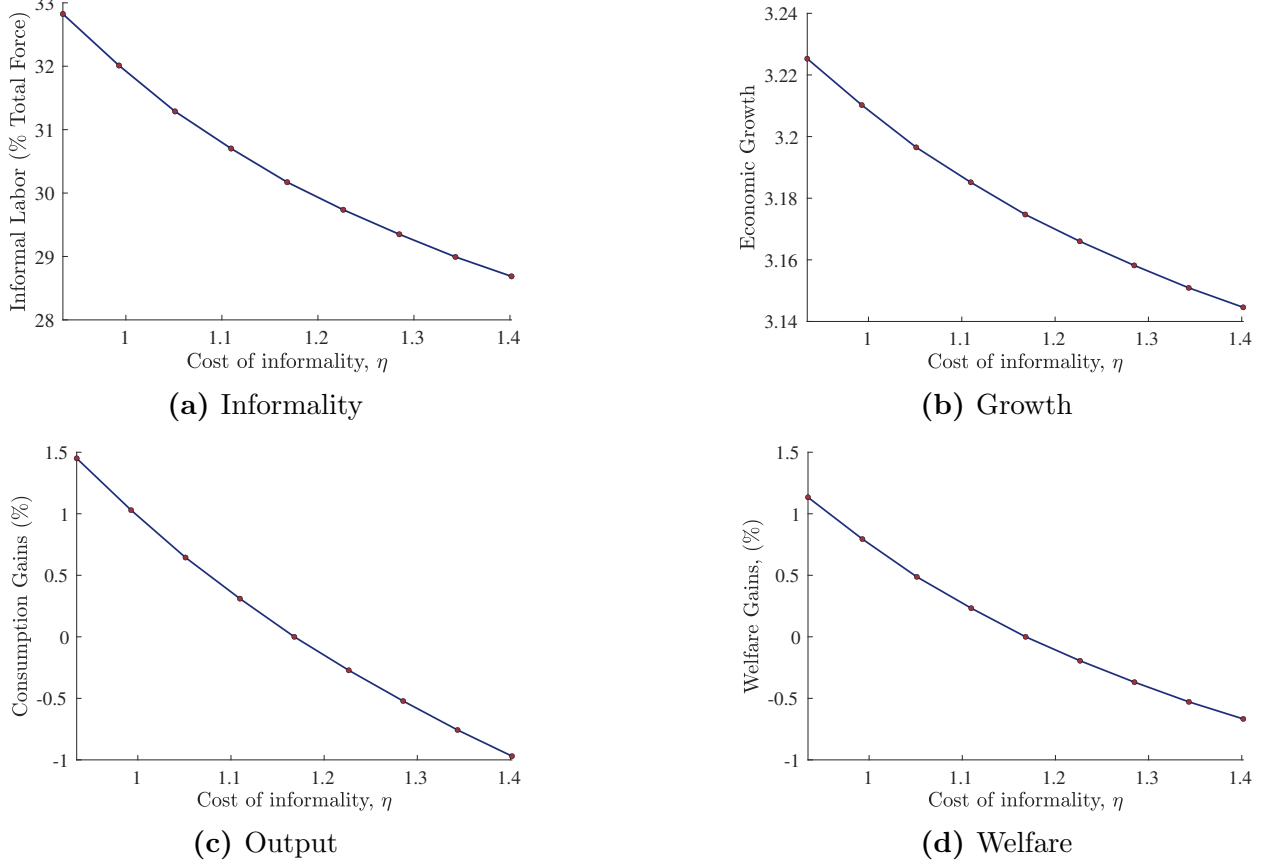 33
32
31
30
29
28
Informal Labor (% Total Force)
1 1.1 1.2 1.3 1.4
Cost of informality, η
(a) Informality
3.24
3.22
3.2
3.18
3.16
3.14
Economic Growth
1 1.1 1.2 1.3 1.4
Cost of informality, η
(b) Growth
1.5
1
0.5
0
-0.5
-1
Consumption Gains (%)
1 1.1 1.2 1.3 1.4
Cost of informality, η
(c) Output
1.5
1
0.5
0
-0.5
-1
Welfare Gains, (%)
1 1.1 1.2 1.3 1.4
Cost of informality, η
(d) Welfare